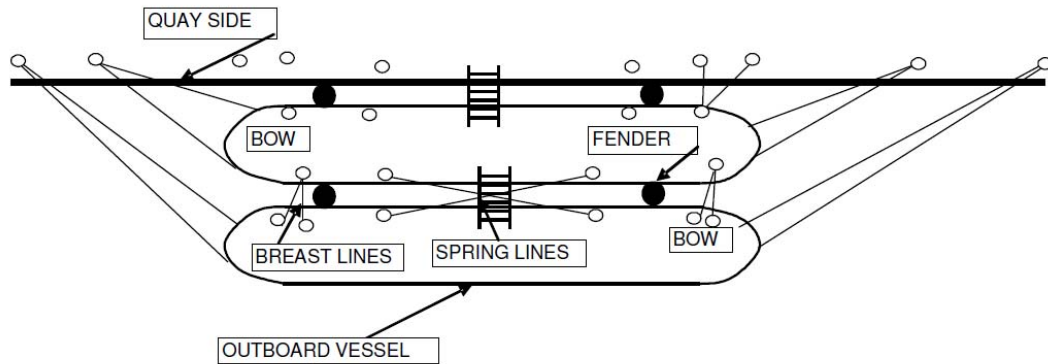 QUAY SIDE
BOW
FENDER
BREAST LINES
SPRING LINES
BOW
OUTBOARD VESSEL